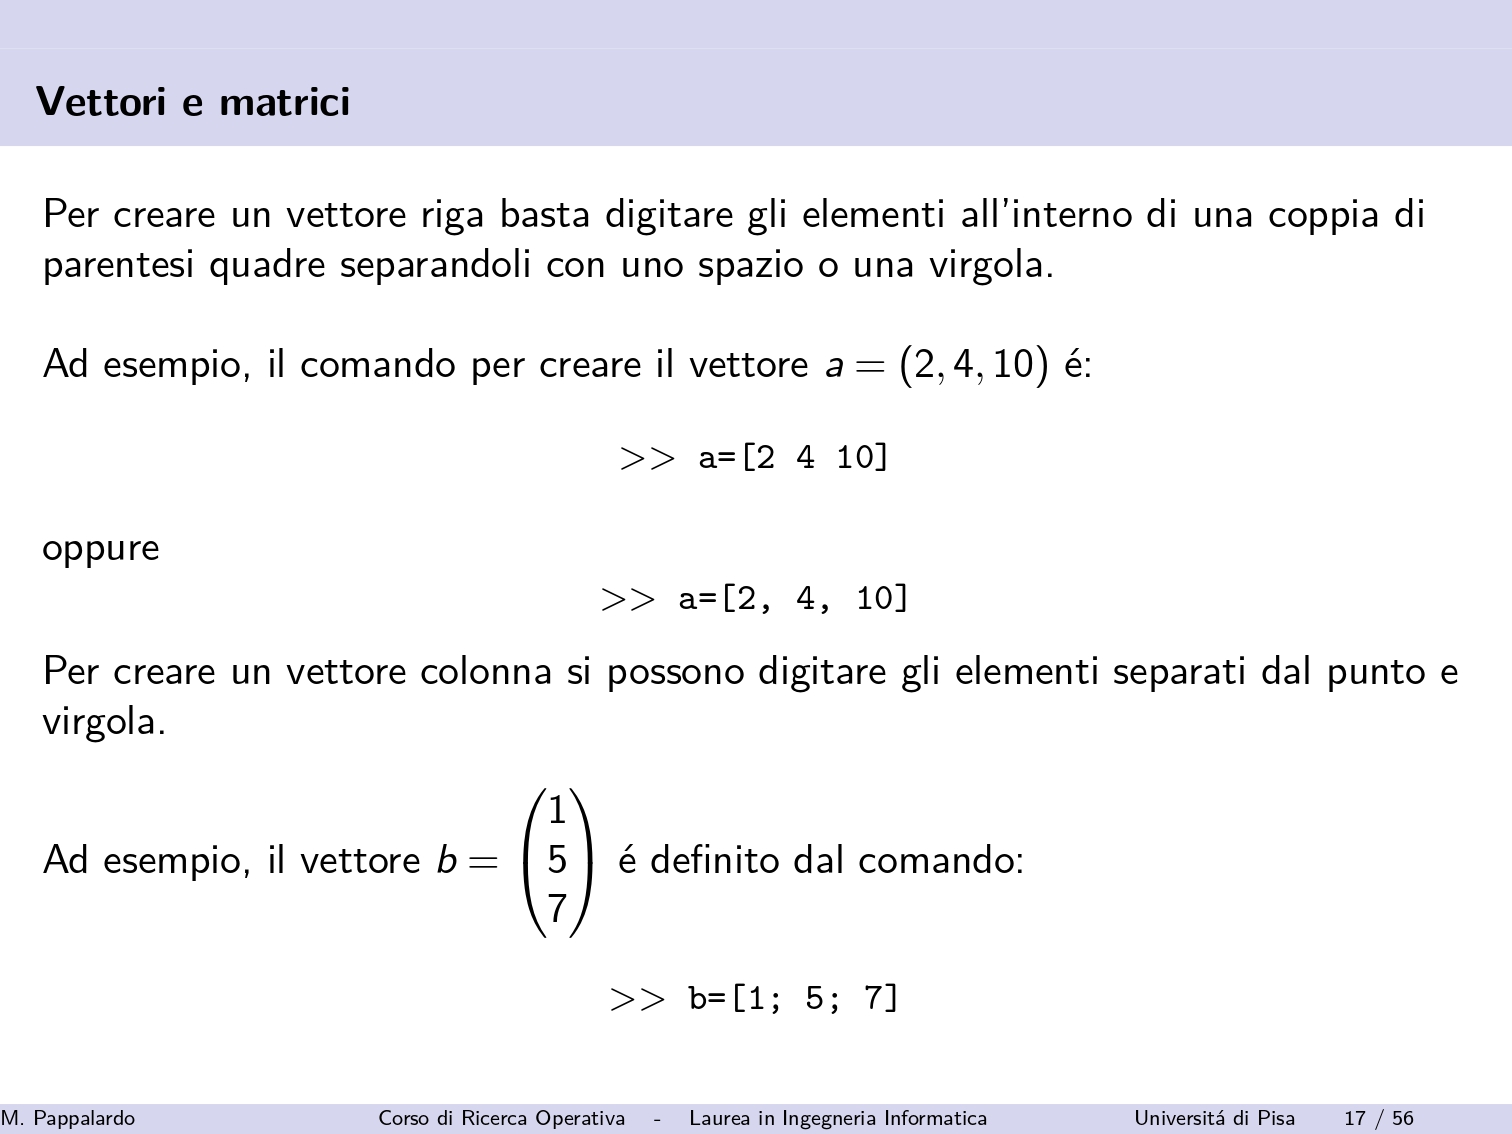 Vettori e matrici
Per creare un vettore riga basta digitare gli elementi all'interno di una coppia di
parentesi quadre separandoli con uno spazio o una virgola.
Ad esempio, il comando per creare il vettore a = (2, 4, 10) é:
>> a=[2 4 10]
oppure
>> a=[2, 4, 10]
Per creare un vettore colonna si possono digitare gli elementi separati dal punto e
virgola.
1
Ad esempio, il vettore b = ( 5 ) é definito dal comando:
7
>> b=[1; 5; 7]
M. Pappalardo Corso di Ricerca Operativa - Laurea in Ingegneria Informatica Universitá di Pisa 17 / 56